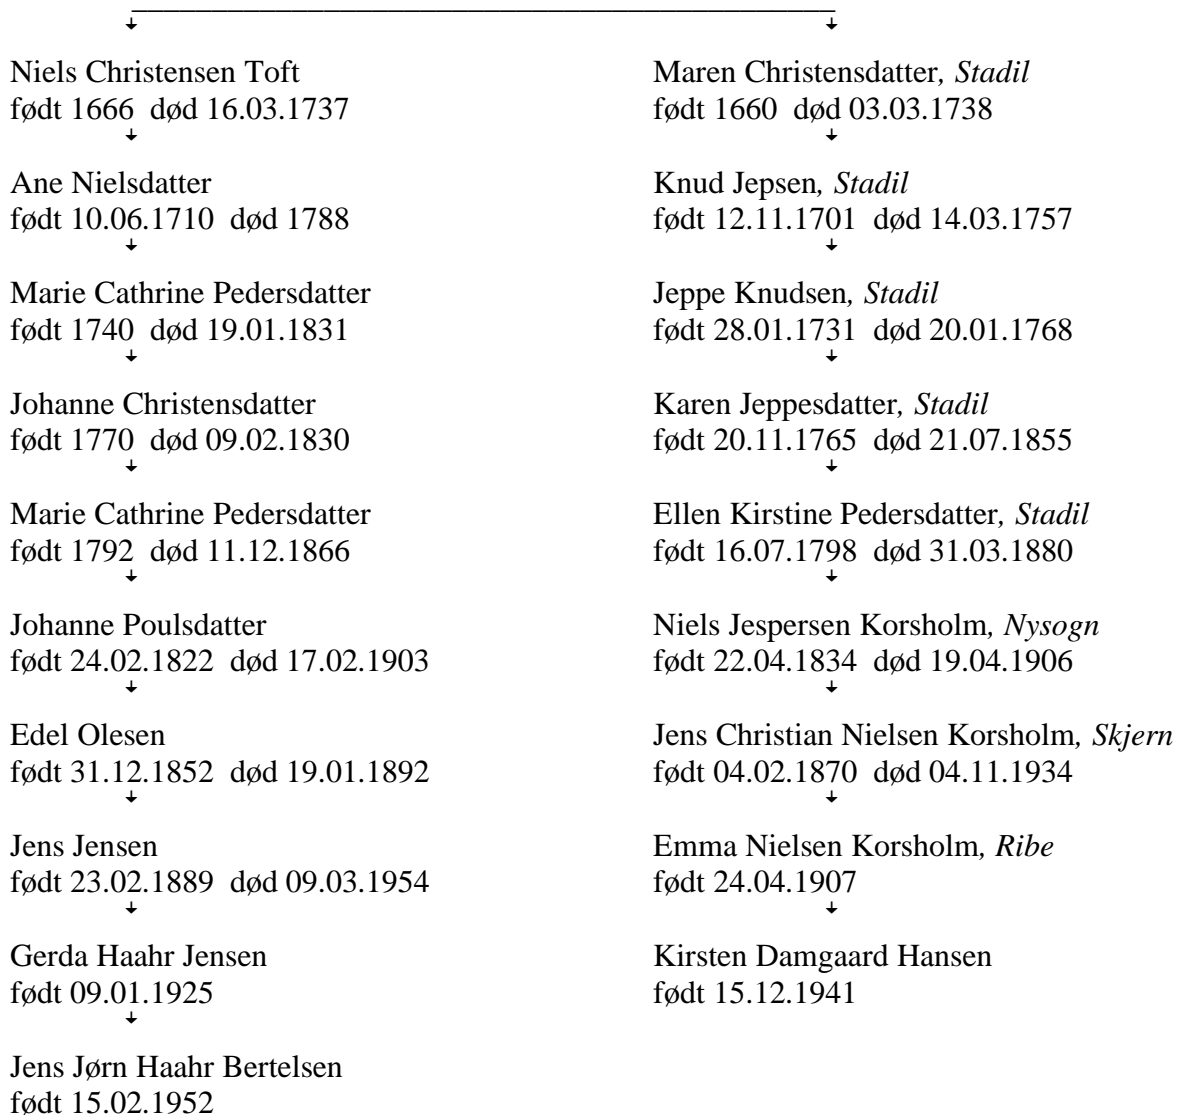 Niels Christensen Toft
født 1666  død 16.03.1737
Ane Nielsdatter
født 10.06.1710  død 1788
Marie Cathrine Pedersdatter
født 1740  død 19.01.1831
Johanne Christensdatter
født 1770  død 09.02.1830
Marie Cathrine Pedersdatter
født 1792  død 11.12.1866
Johanne Poulsdatter
født 24.02.1822  død 17.02.1903
Edel Olesen
født 31.12.1852  død 19.01.1892
Jens Jensen
født 23.02.1889  død 09.03.1954
Gerda Haahr Jensen
født 09.01.1925
Jens Jørn Haahr Bertelsen
født 15.02.1952
Maren Christensdatter, Stadil
født 1660  død 03.03.1738
Knud Jepsen, Stadil
født 12.11.1701  død 14.03.1757
Jeppe Knudsen, Stadil
født 28.01.1731  død 20.01.1768
Karen Jeppesdatter, Stadil
født 20.11.1765  død 21.07.1855
Ellen Kirstine Pedersdatter, Stadil
født 16.07.1798  død 31.03.1880
Niels Jespersen Korsholm, Nysogn
født 22.04.1834  død 19.04.1906
Jens Christian Nielsen Korsholm, Skjern
født 04.02.1870  død 04.11.1934
Emma Nielsen Korsholm, Ribe
født 24.04.1907
Kirsten Damgaard Hansen
født 15.12.1941